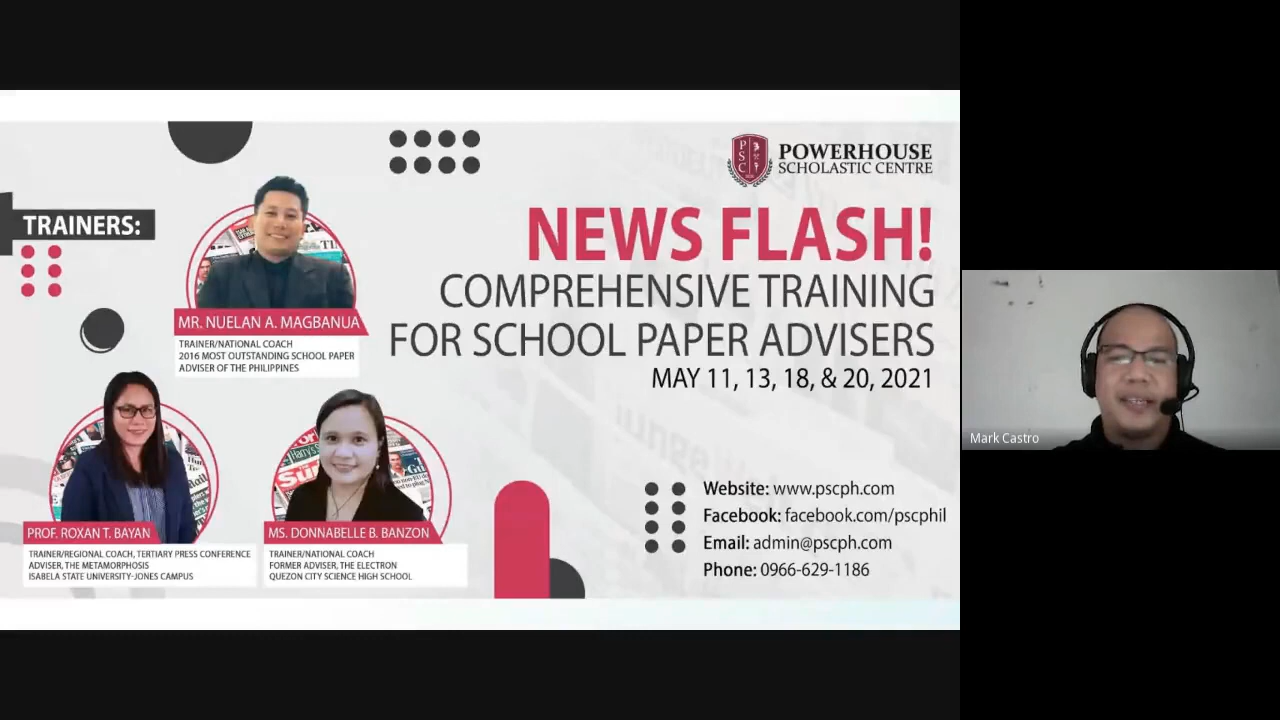 POWERHOUSE
SCHOLASTIC CENTRE
TRAINERS:
NEWS FLASH!
COMPREHENSIVE TRAINING
FOR SCHOOL PAPER ADVISERS
MAY 11, 13, 18, & 20, 2021
MR. NUELAN A. MAGBANUA
TRAINER/NATIONAL COACH
2016 MOST OUTSTANDING SCHOOL PAPER
ADVISER OF THE PHILIPPINES
PROF. ROXAN T. BAYAN
TRAINER/REGIONAL COACH, TERTIARY PRESS CONFERENCE
ADVISER, THE METAMORPHOSIS
ISABELA STATE UNIVERSITY-JONES CAMPUS
MS. DONNABELLE B. BANZON
TRAINER/NATIONAL COACH
FORMER ADVISER, THE ELECTRON
QUEZON CITY SCIENCE HIGH SCHOOL
Website: www.pscph.com
Facebook: facebook.com/pscphil
Email: admin@pscph.com
Phone: 0966-629-1186
Mark Castro
PSC